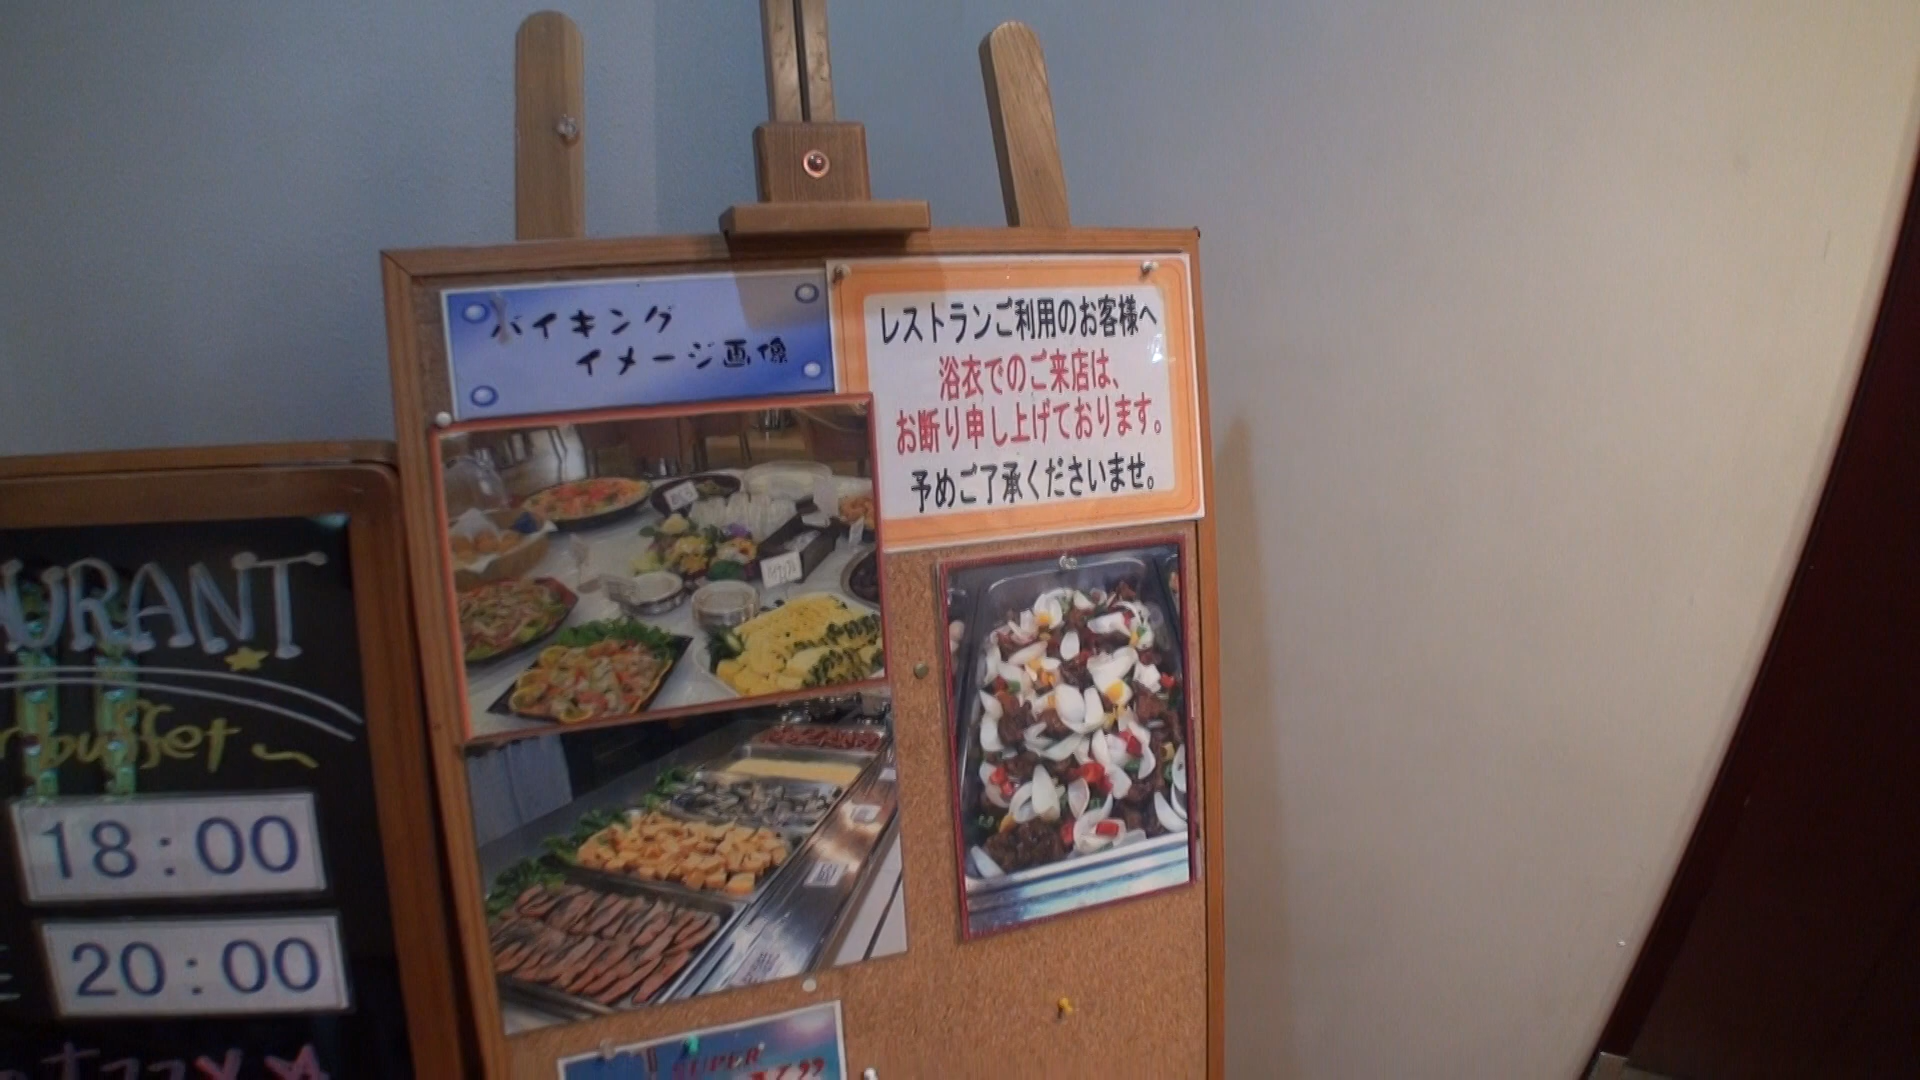 バイキング
イメージ画像
レストランご利用のお客様へ
浴衣でのご来店は、
お断り申し上げております。
予めご了承くださいませ。
URANT
buffet
18:00
20:00
SUPER